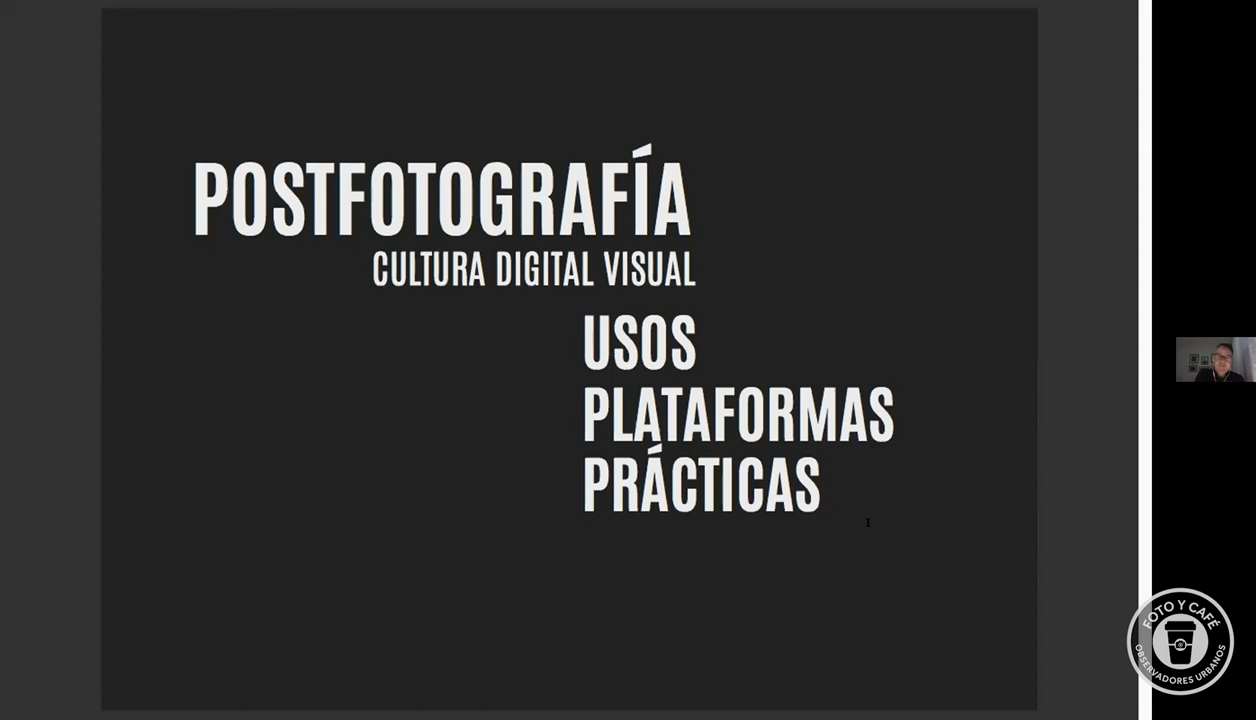 POSTFOTOGRAFÍA
CULTURA DIGITAL VISUAL
USOS
PLATAFORMAS
PRÁCTICAS
FOTO Y CAFÉ
OBSERVADORES URBANOS